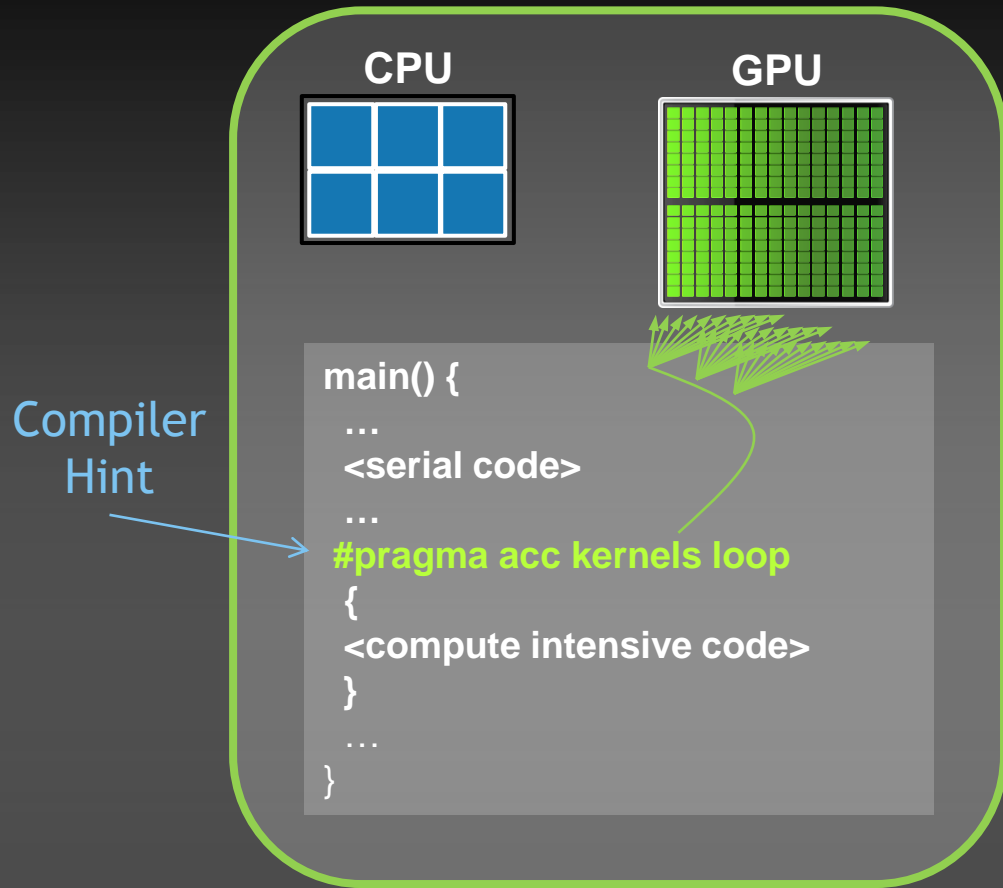 CPU
GPU
Compiler
Hint
main() {
…
<serial code>
…
#pragma acc kernels loop
{
<compute intensive code>
}
…
}